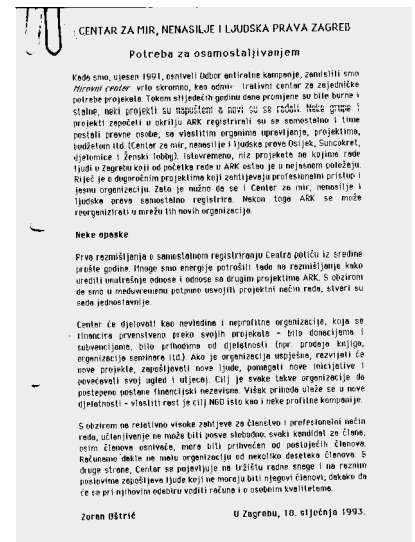 CENTAR ZA MIR, NENASILJE I LJUDSKA PRAVA ZAGREB
Potreba za osamostaljivanjem
Kada smo, ujesen 1991, osnivali Odbor antiratne kampanje, zamislili smo
Mirovni centar vrlo skromno, kao admi irativni centar za zajedničke
potrebe projekata. Tokom slijedećih godinu dana promjene su bile burne i
stalne, neki projekti su napušteni a novi su se rađali. Neke grupe i
projekti započeti u okrilju ARK registrirali su se samostalno i time
postali pravne osobe, sa vlastitim organima upravljanja, projektima,
budžetom itd. (Centar za mir, nenasilje i ljudska prava Osijek, Suncokret,
djelomice i Ženski lobby). Istovremeno, niz projekata na kojima rade
ljudi u Zagrebu koji od početka rade u ARK ostao je u nejasnom položaju.
Riječ je o dugoročnim projektima koji zahtijevaju profesionalni pristup i
jasnu organizaciju. Zato je nužno da se i Centar za mir, nenasilje i
ljudska prava samostalno registrira. Nakon toga ARK se može
reorganizirati u mrežu tih novih organizacija.
Neke opaske
Prva razmišljanja o samostalnom registriranju Centra potiču iz sredine
prošle godine. Mnogo smo energije potrošili tada na razmišljanje kako
urediti unutrašnje odnose i odnose sa drugim projektima ARK. S obzirom
da smo u međuvremenu potpuno usvojili projektni način rada, stvari su
sada jednostavnije.
Centar će djelovati kao nevladina i neprofitna organizacija, koja se
financira prvenstveno preko svojih projekata - bilo donacijama i
subvencijama, bilo prihodima od djelatnosti (npr. prodaja knjiga,
organizacija seminara itd.). Ako je organizacija uspješna, razvijati će
nove projekte, zapošljavati nove ljude, pomagati nove inicijative i
povećavati svoj ugled i utjecaj. Cilj je svake takve organizacije da
postepeno postane financijski nezavisna. Višak prihoda ulaže se u nove
djelatnosti - vlastiti rast je cilj NGO isto kao i neke profitne kompanije.
S obzirom na relativno visoke zahtjeve za članstvo i profesionalni način
rada, učlanjivanje ne može biti posve slobodno: svaki kandidat za člana,
osim članova osnivača, mora biti prihvaćen od postojećih članova.
Računamo dakle na malu organizaciju od nekoliko desetaka članova. S
druge strane, Centar se pojavljuje na tržištu radne snage i na raznim
poslovima zapošljava ljude koji ne moraju biti njegovi članovi; dakako da
će se pri njihovim odabiru voditi računa i o osobnim kvalitetama.
Zoran Oštrić U Zagrebu, 18. siječnja 1993.